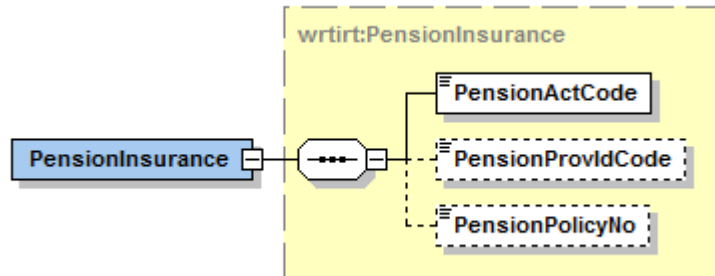 wrtirt:PensionInsurance
PensionActCode
PensionInsurance
PensionProvIdCode
PensionPolicyNo